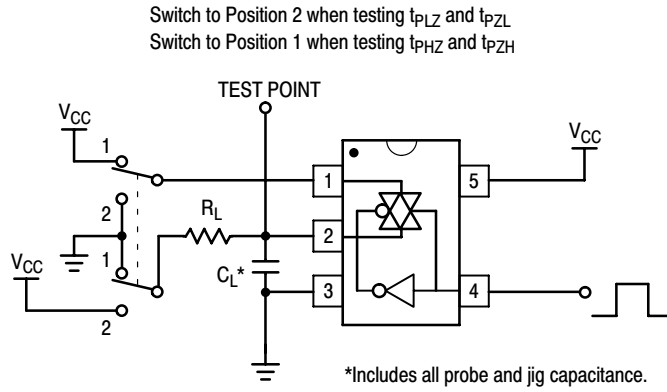 Switch to Position 2 when testing tPLZ and tPZL
Switch to Position 1 when testing tPHZ and tPZH
TEST POINT
VCC
VCC
1
1
5
RL
2
2
1
VCC
CL*
3
4
2
*Includes all probe and jig capacitance.